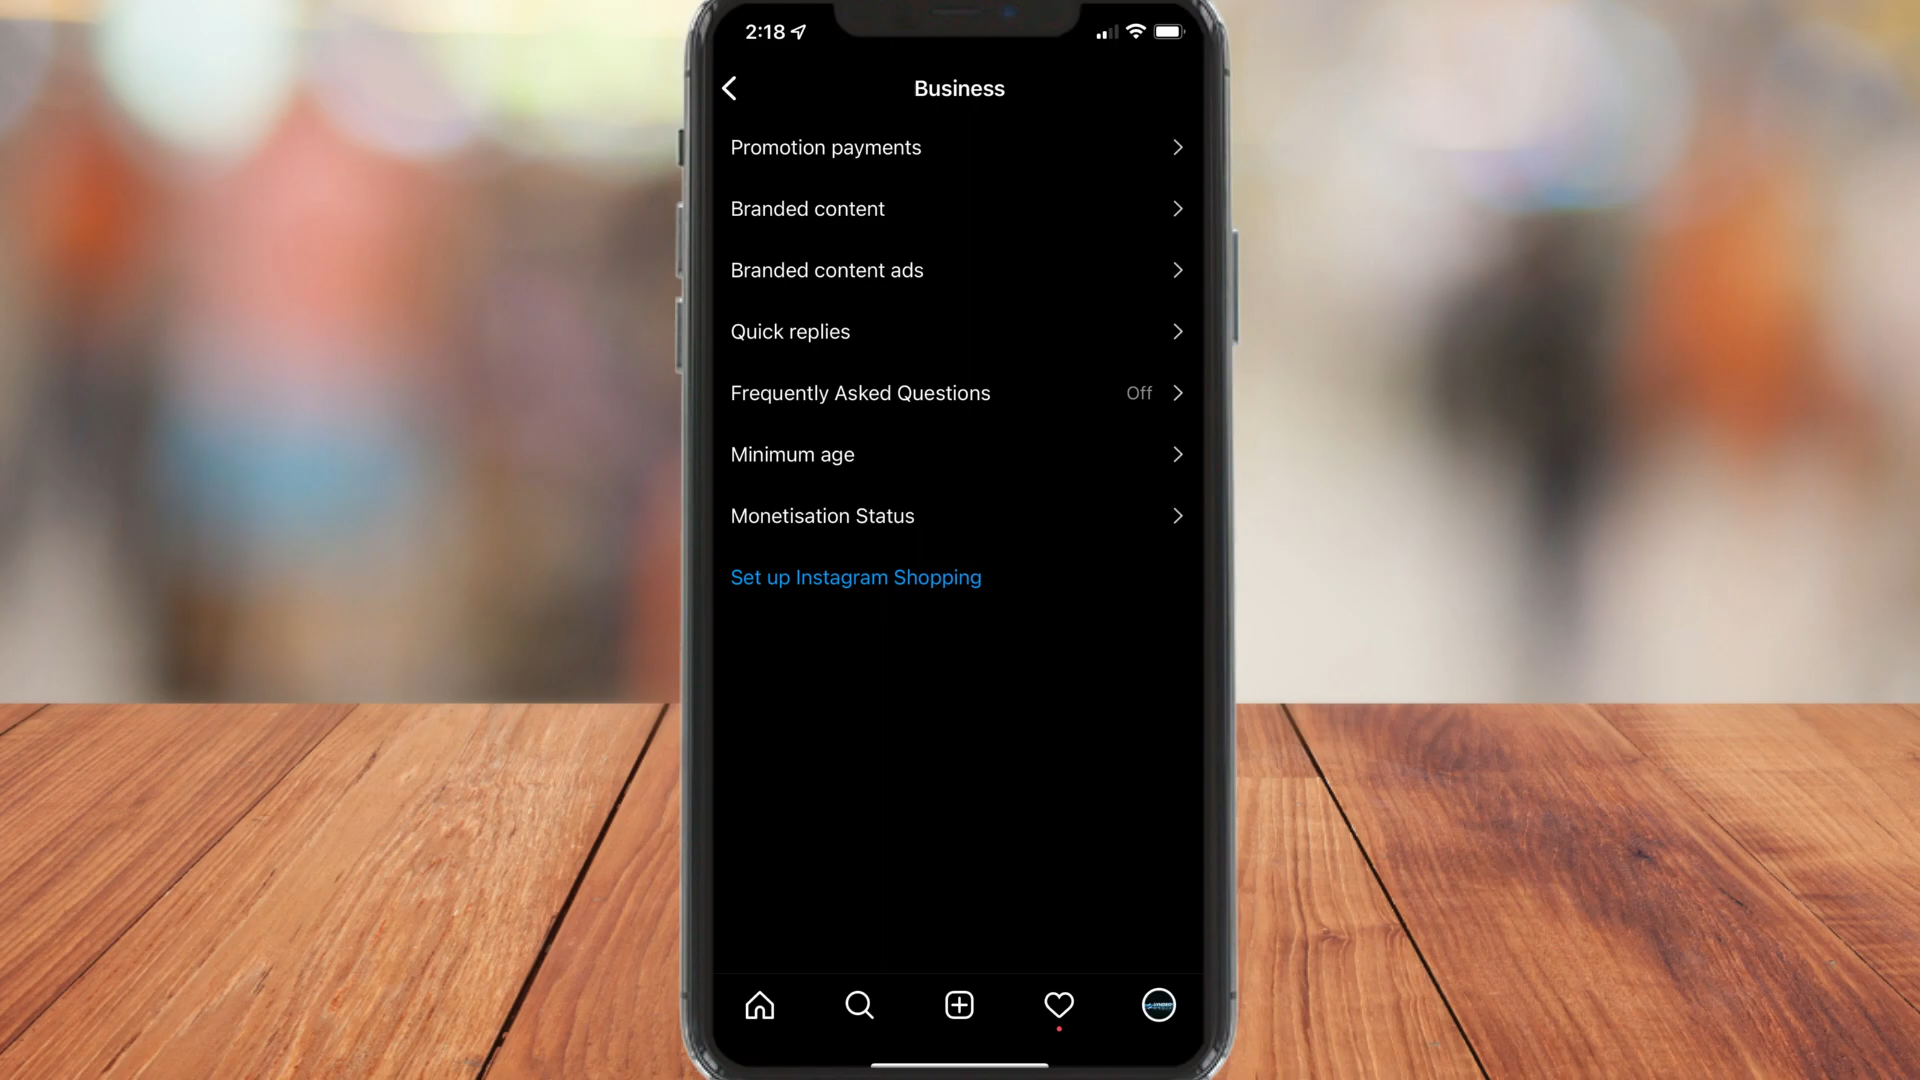 2:18
Business
Promotion payments
Branded content
Branded content ads
Quick replies
Frequently Asked Questions Off
Minimum age
Monetisation Status
Set up Instagram Shopping